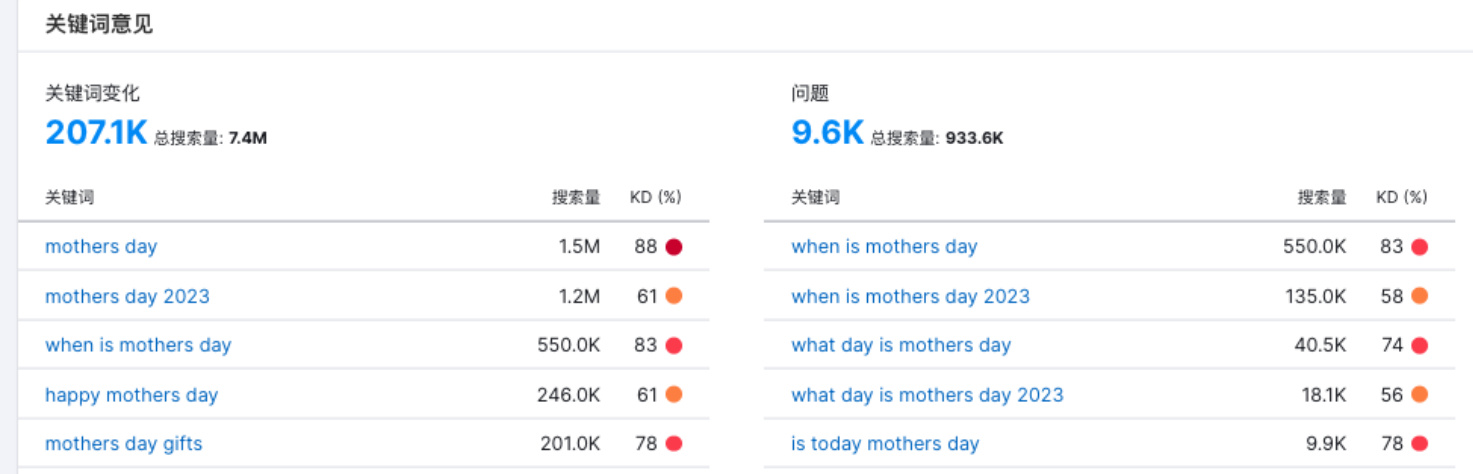 关键词意见
关键词变化
207.1K 总搜索量: 7.4M
关键词 搜索量 KD (%)
mothers day 1.5M 88
mothers day 2023 1.2M 61
when is mothers day 550.0K 83
happy mothers day 246.0K 61
mothers day gifts 201.0K 78
问题
9.6K 总搜索量: 933.6K
关键词 搜索量 KD (%)
when is mothers day 550.0K 83
when is mothers day 2023 135.0K 58
what day is mothers day 40.5K 74
what day is mothers day 2023 18.1K 56
is today mothers day 9.9K 78